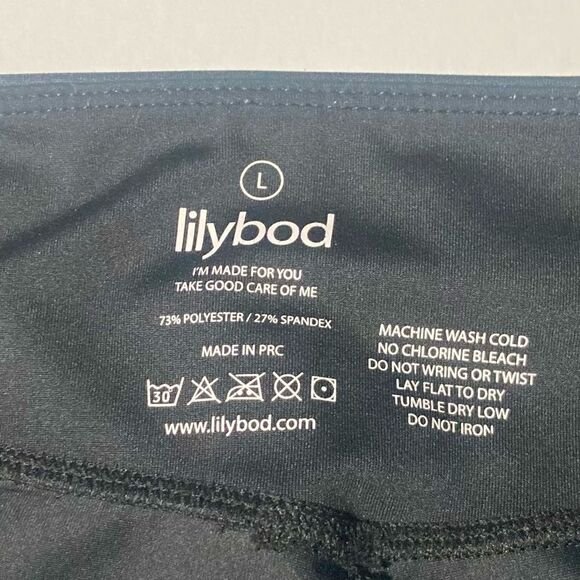 L
lilybod
I'M MADE FOR YOU
TAKE GOOD CARE OF ME
73% POLYESTER / 27% SPANDEX
MADE IN PRC
30°
www.lilybod.com
MACHINE WASH COLD
NO CHLORINE BLEACH
DO NOT WRING OR TWIST
LAY FLAT TO DRY
TUMBLE DRY LOW
DO NOT IRON